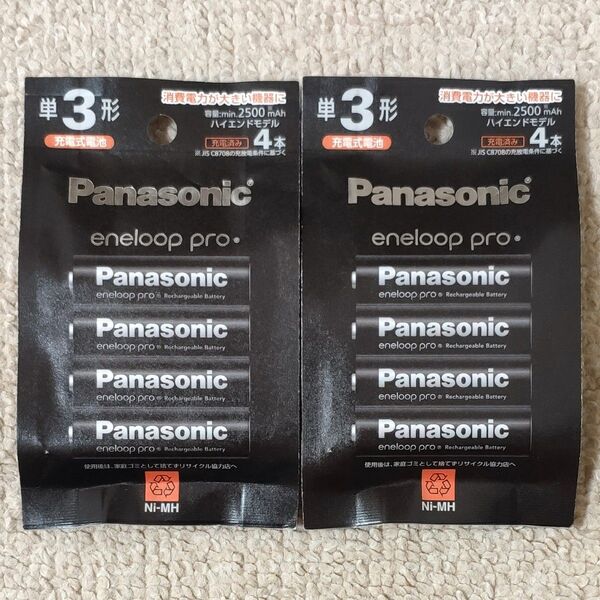 単3形
充電式電池
消費電力が大きい機器に
容量:min.2500※mAh
ハイエンドモデル
充電済み 4本
※JIS C8708の充放電条件に基づく
Panasonic
eneloop pro
Panasonic
eneloop pro® Rechargeable Battery
Panasonic
eneloop pro® Rechargeable Battery
Panasonic
eneloop pro® Rechargeable Battery
Panasonic
eneloop pro® Rechargeable Battery
使用後は、家庭ゴミとして捨てずリサイクル協力店へ
Ni-MH
単3形
充電式電池
消費電力が大きい機器に
容量:min.2500※mAh
ハイエンドモデル
充電済み 4本
※JIS C8708の充放電条件に基づく
Panasonic
eneloop pro
Panasonic
eneloop pro® Rechargeable Battery
Panasonic
eneloop pro® Rechargeable Battery
Panasonic
eneloop pro® Rechargeable Battery
Panasonic
eneloop pro® Rechargeable Battery
使用後は、家庭ゴミとして捨てずリサイクル協力店へ
Ni-MH